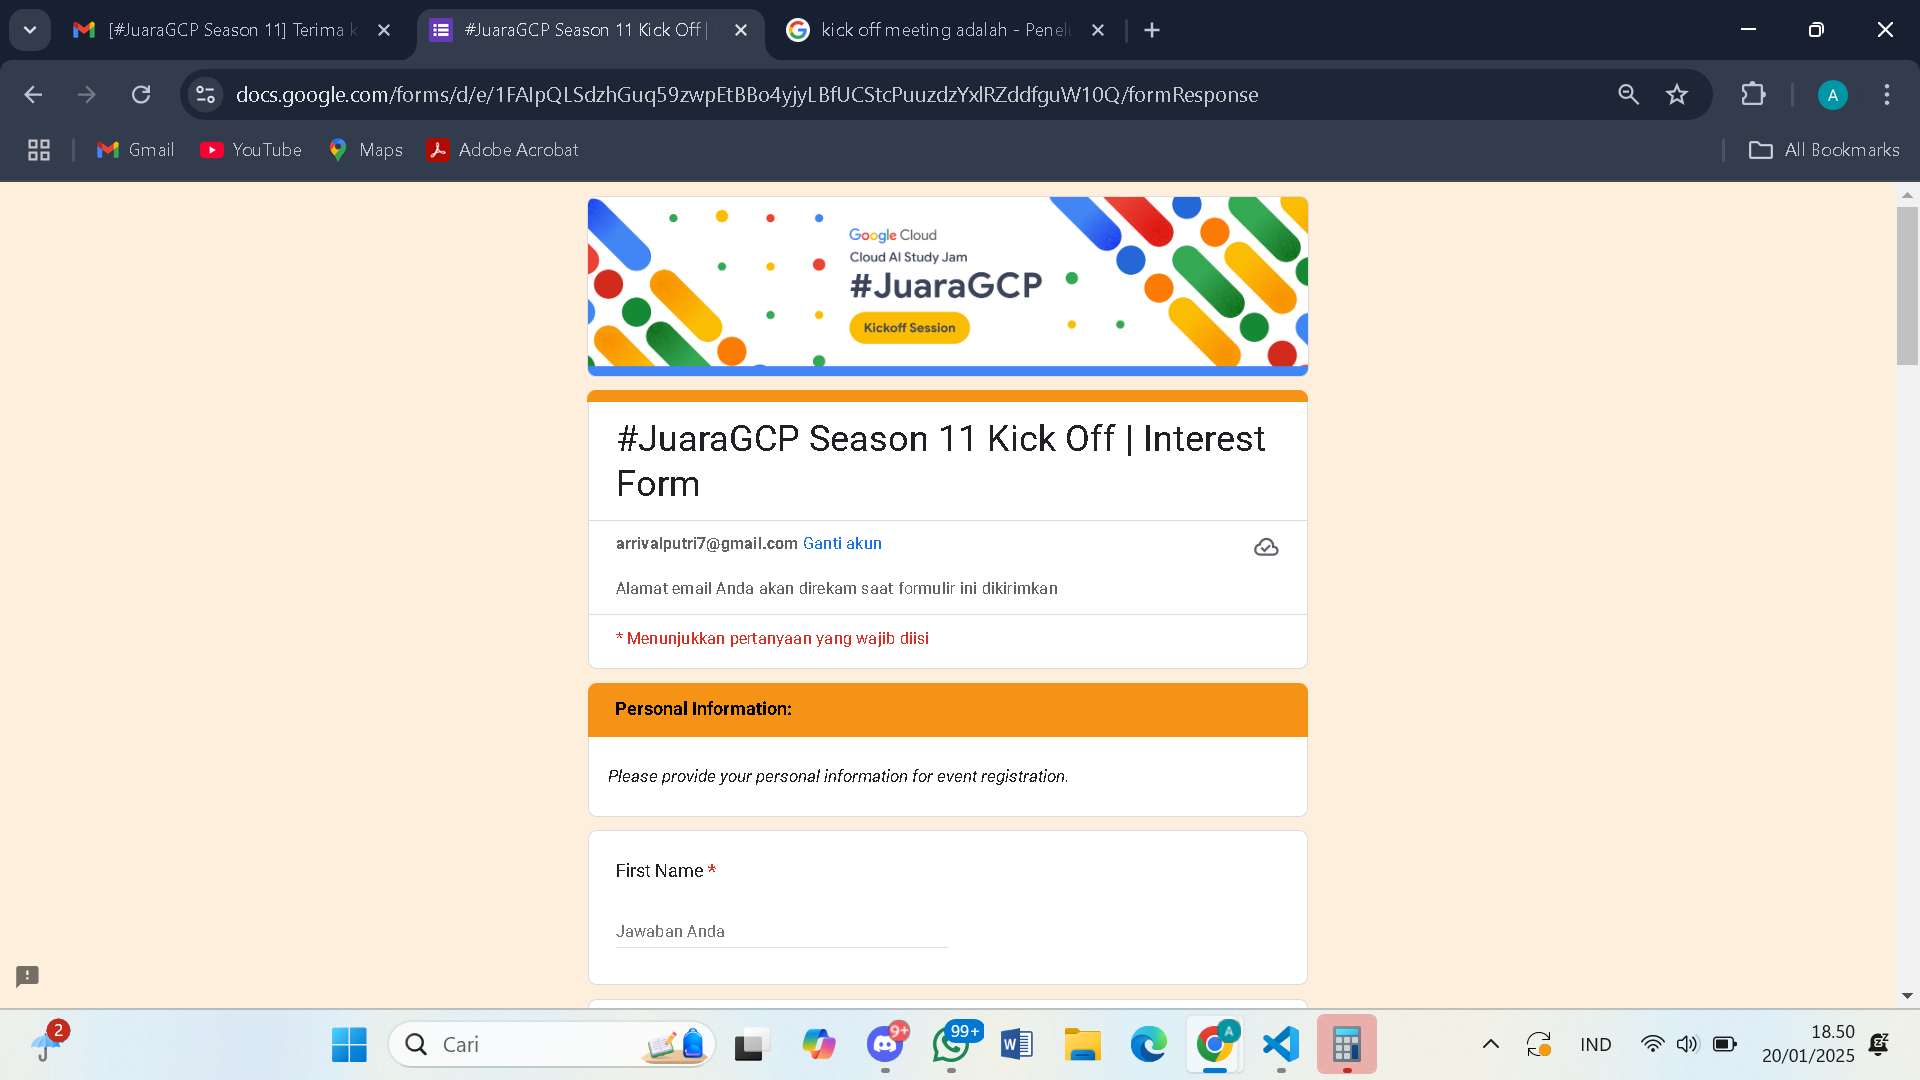 [#JuaraGCP Season 11] Terima k
#JuaraGCP Season 11 Kick Off |
kick off meeting adalah - Penelu
docs.google.com/forms/d/e/1FAIpQLSdzhGuq59zwpEtBBo4yjyLBfUCStcPuuzdzYxlRZddfguW10Q/formResponse
A
Gmail
YouTube
Maps
Adobe Acrobat
All Bookmarks
Google Cloud
Cloud AI Study Jam
#JuaraGCP
Kickoff Session
#JuaraGCP Season 11 Kick Off | Interest
Form
arrivalputri7@gmail.com Ganti akun
Alamat email Anda akan direkam saat formulir ini dikirimkan
* Menunjukkan pertanyaan yang wajib diisi
Personal Information:
Please provide your personal information for event registration.
First Name *
Jawaban Anda
2
Cari
9+
99+
W
A
IND
18.50
20/01/2025